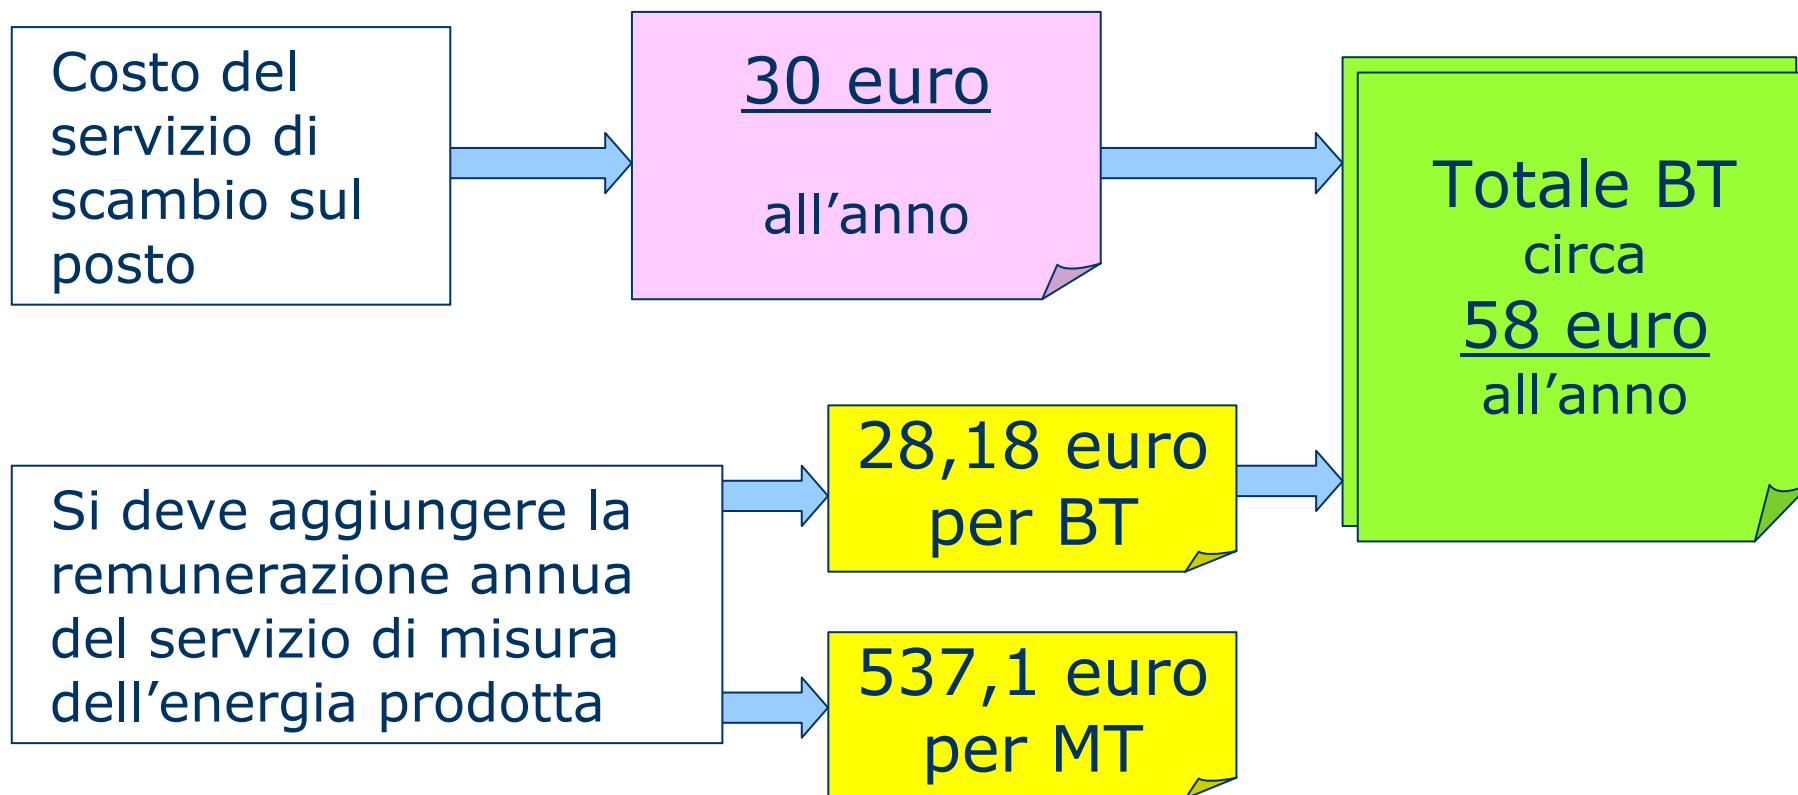 Costo del
servizio di
scambio sul
posto
30 euro
all’anno
Totale BT
circa
58 euro
all’anno
Si deve aggiungere la
remunerazione annua
del servizio di misura
dell’energia prodotta
28,18 euro
per BT
537,1 euro
per MT